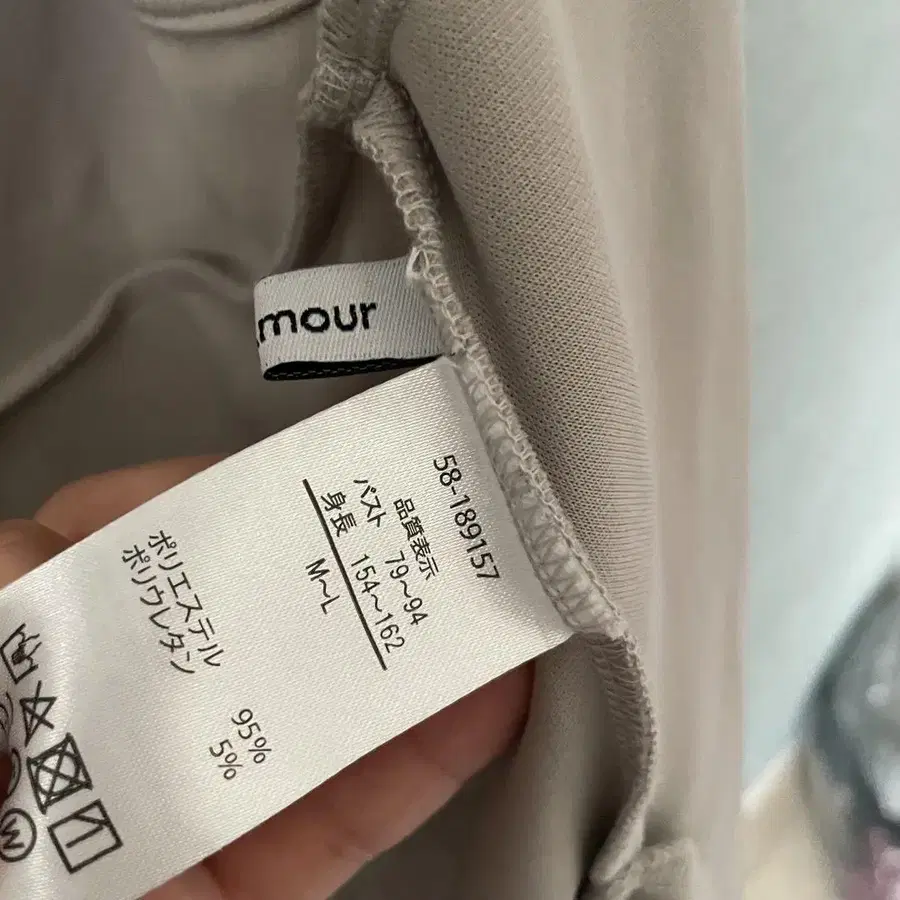 mour
58-189157
品質表示
バスト 79〜94
身長 154〜162
M〜L
ポリエステル 95%
ポリウレタン 5%
W